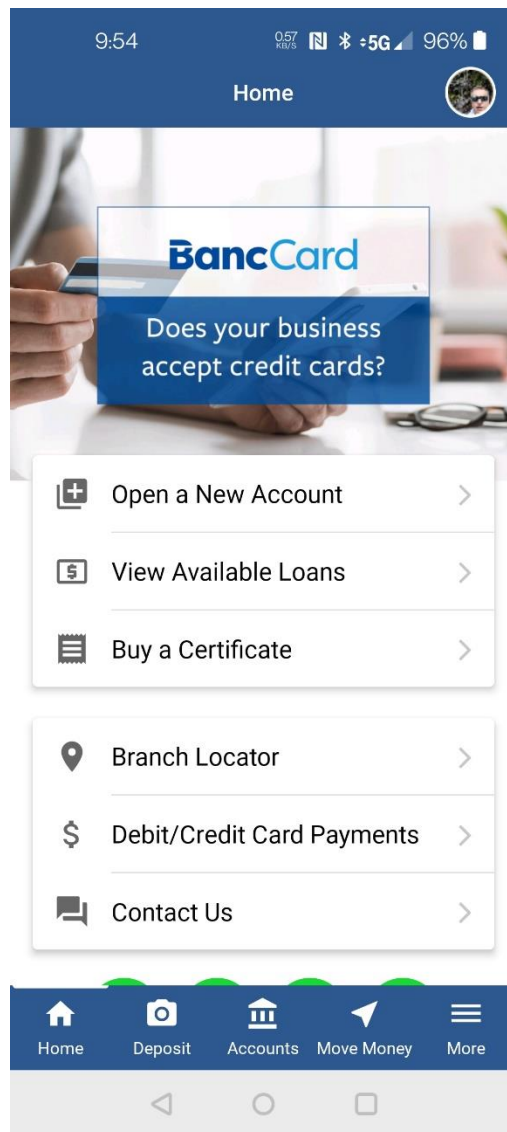 9:54
0.57 KB/S
5G
96%
Home
BancCard
Does your business
accept credit cards?
Open a New Account
View Available Loans
Buy a Certificate
Branch Locator
Debit/Credit Card Payments
Contact Us
Home
Deposit
Accounts
Move Money
More